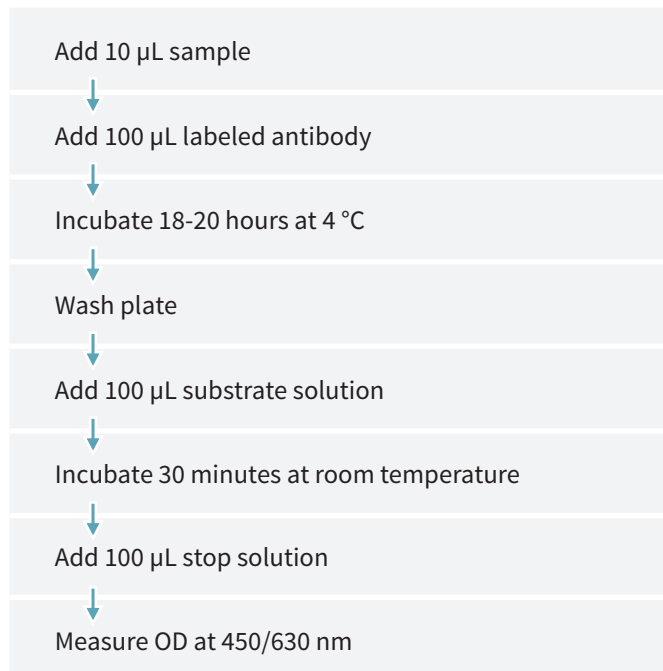 Add 10 µL sample
Add 100 µL labeled antibody
Incubate 18-20 hours at 4 °C
Wash plate
Add 100 µL substrate solution
Incubate 30 minutes at room temperature
Add 100 µL stop solution
Measure OD at 450/630 nm